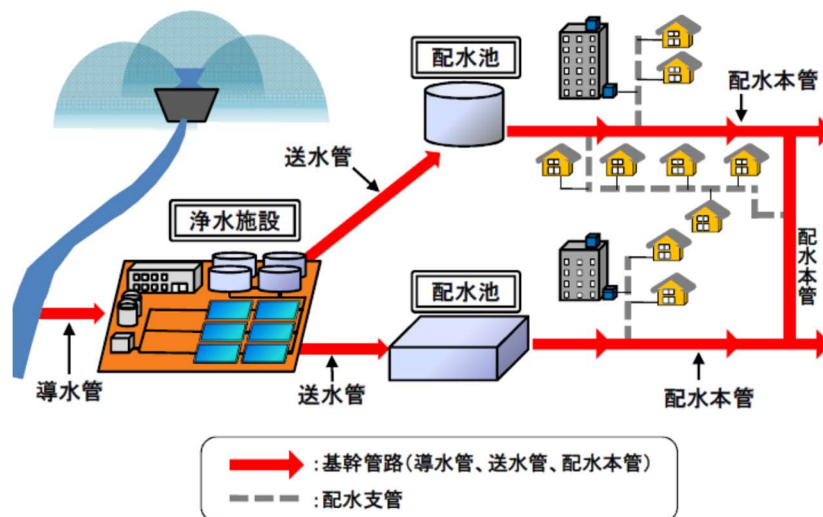 配水池
配水本管
送水管
浄水施設
配水本管
配水池
導水管
送水管
配水本管
:基幹管路(導水管、送水管、配水本管)
:配水支管